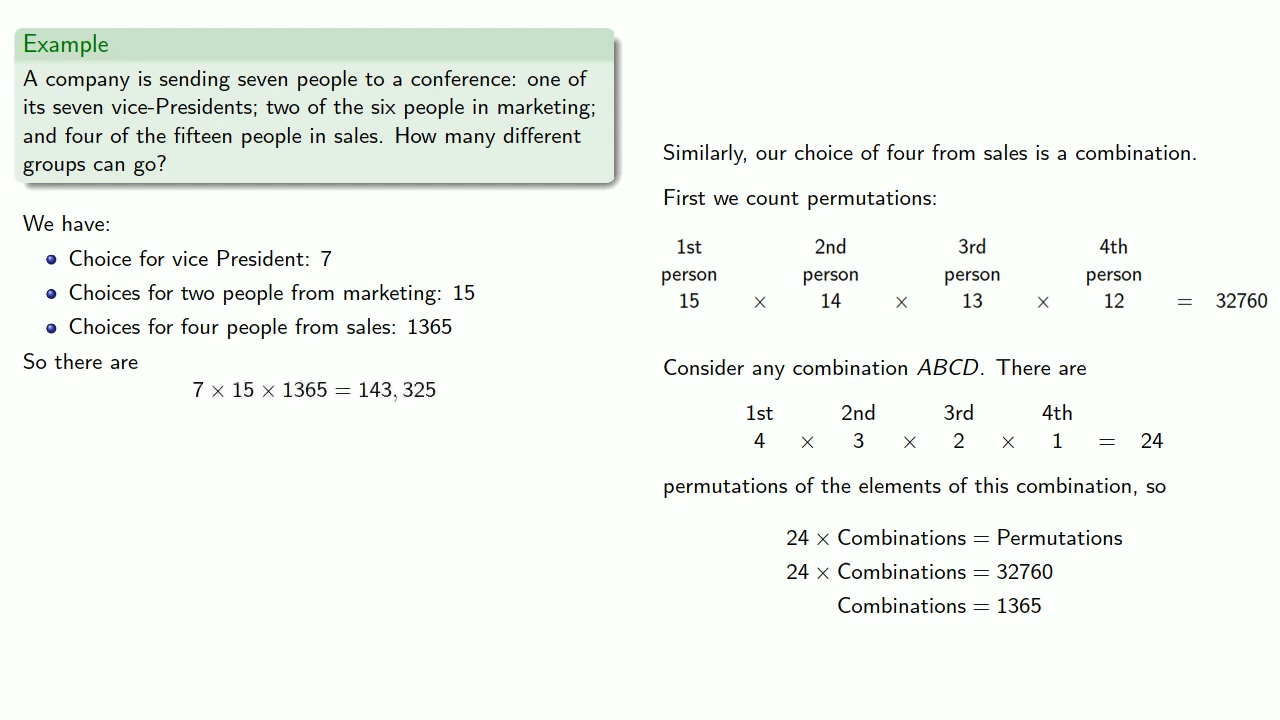 Example
A company is sending seven people to a conference: one of
its seven vice-Presidents; two of the six people in marketing;
and four of the fifteen people in sales. How many different
groups can go?
We have:
Choice for vice President: 7
Choices for two people from marketing: 15
Choices for four people from sales: 1365
So there are
7 × 15 × 1365 = 143, 325
Similarly, our choice of four from sales is a combination.
First we count permutations:
1st 2nd 3rd 4th
person person person person
15 × 14 × 13 × 12 = 32760
Consider any combination ABCD. There are
1st 2nd 3rd 4th
4 × 3 × 2 × 1 = 24
permutations of the elements of this combination, so
24 × Combinations = Permutations
24 × Combinations = 32760
Combinations = 1365